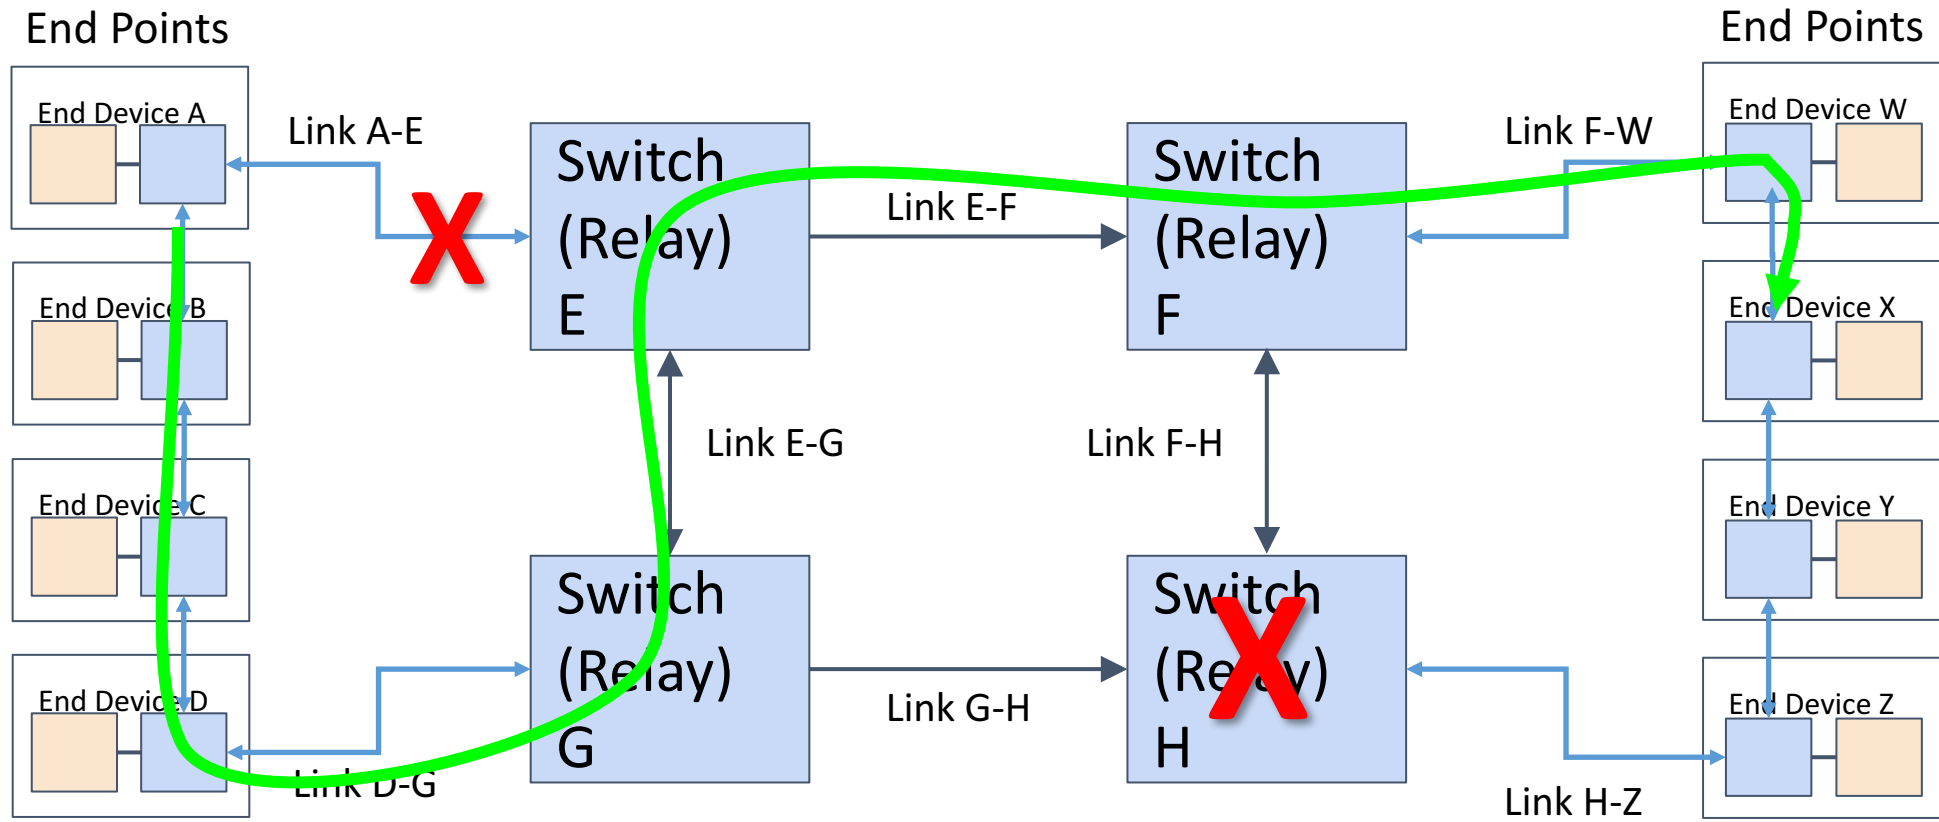 End Points
End Points
End Device A
End Device B
End Device C
End Device D
Link A-E
Link D-G
Switch
(Relay)
E
Link E-F
Switch
(Relay)
F
Link E-G
Link F-H
Switch
(Relay)
G
Link G-H
Switch
(Relay)
H
Link F-W
Link H-Z
End Device W
End Device X
End Device Y
End Device Z
X
X